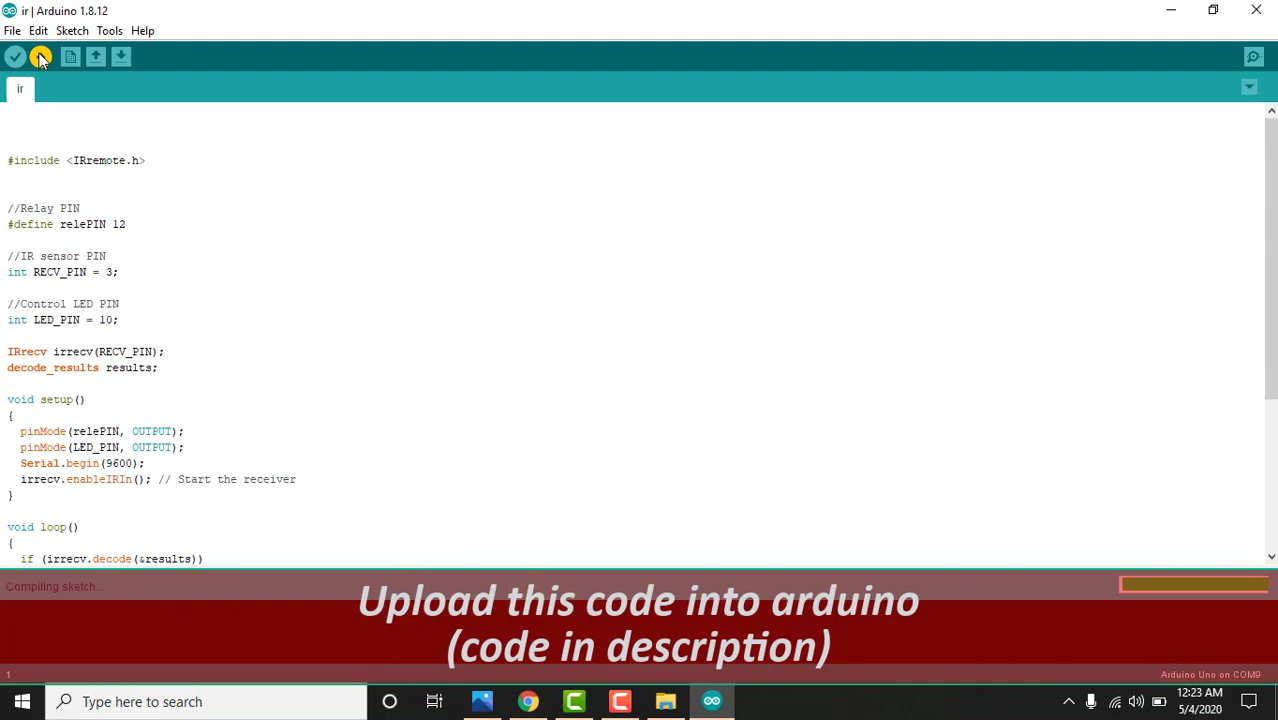 ir | Arduino 1.8.12
File Edit Sketch Tools Help
ir
#include <IRremote.h>
//Relay PIN
#define relePIN 12
//IR sensor PIN
int RECV_PIN = 3;
//Control LED PIN
int LED_PIN = 10;
IRrecv irrecv(RECV_PIN);
decode_results results;
void setup()
{
pinMode(relePIN, OUTPUT);
pinMode(LED_PIN, OUTPUT);
Serial.begin(9600);
irrecv.enableIRIn(); // Start the receiver
}
void loop()
{
if (irrecv.decode(&results))
Compiling sketch...
Upload this code into arduino
(code in description)
1
Arduino Uno on COM9
Type here to search
12:23 AM
5/4/2020